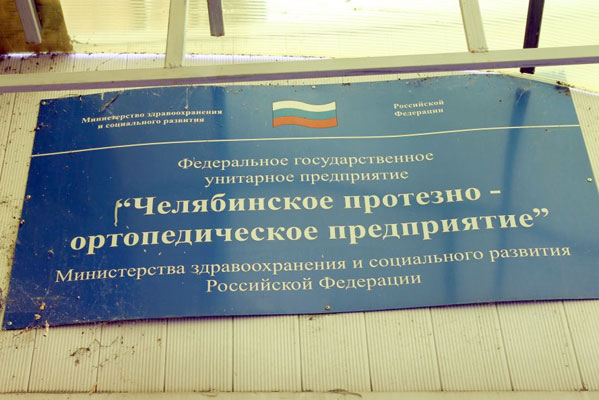 Министерство здравоохранения
и социального развития
Российской
Федерации
Федеральное государственное
унитарное предприятие
“Челябинское протезно -
ортопедическое предприятие”
Министерства здравоохранения и социального развития
Российской Федерации